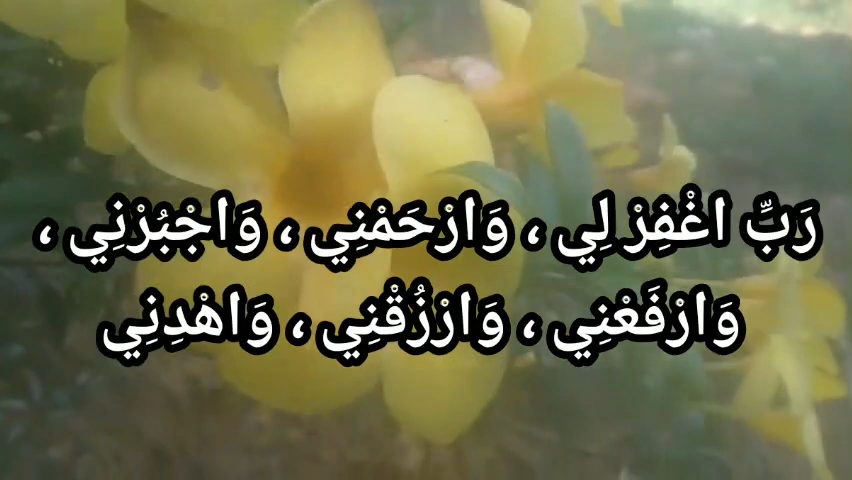 رَبِّ اغْفِرْ لِي ، وَارْحَمْنِي ، وَاجْبُرْنِي ،
وَارْفَعْنِي ، وَارْزُقْنِي ، وَاهْدِنِي